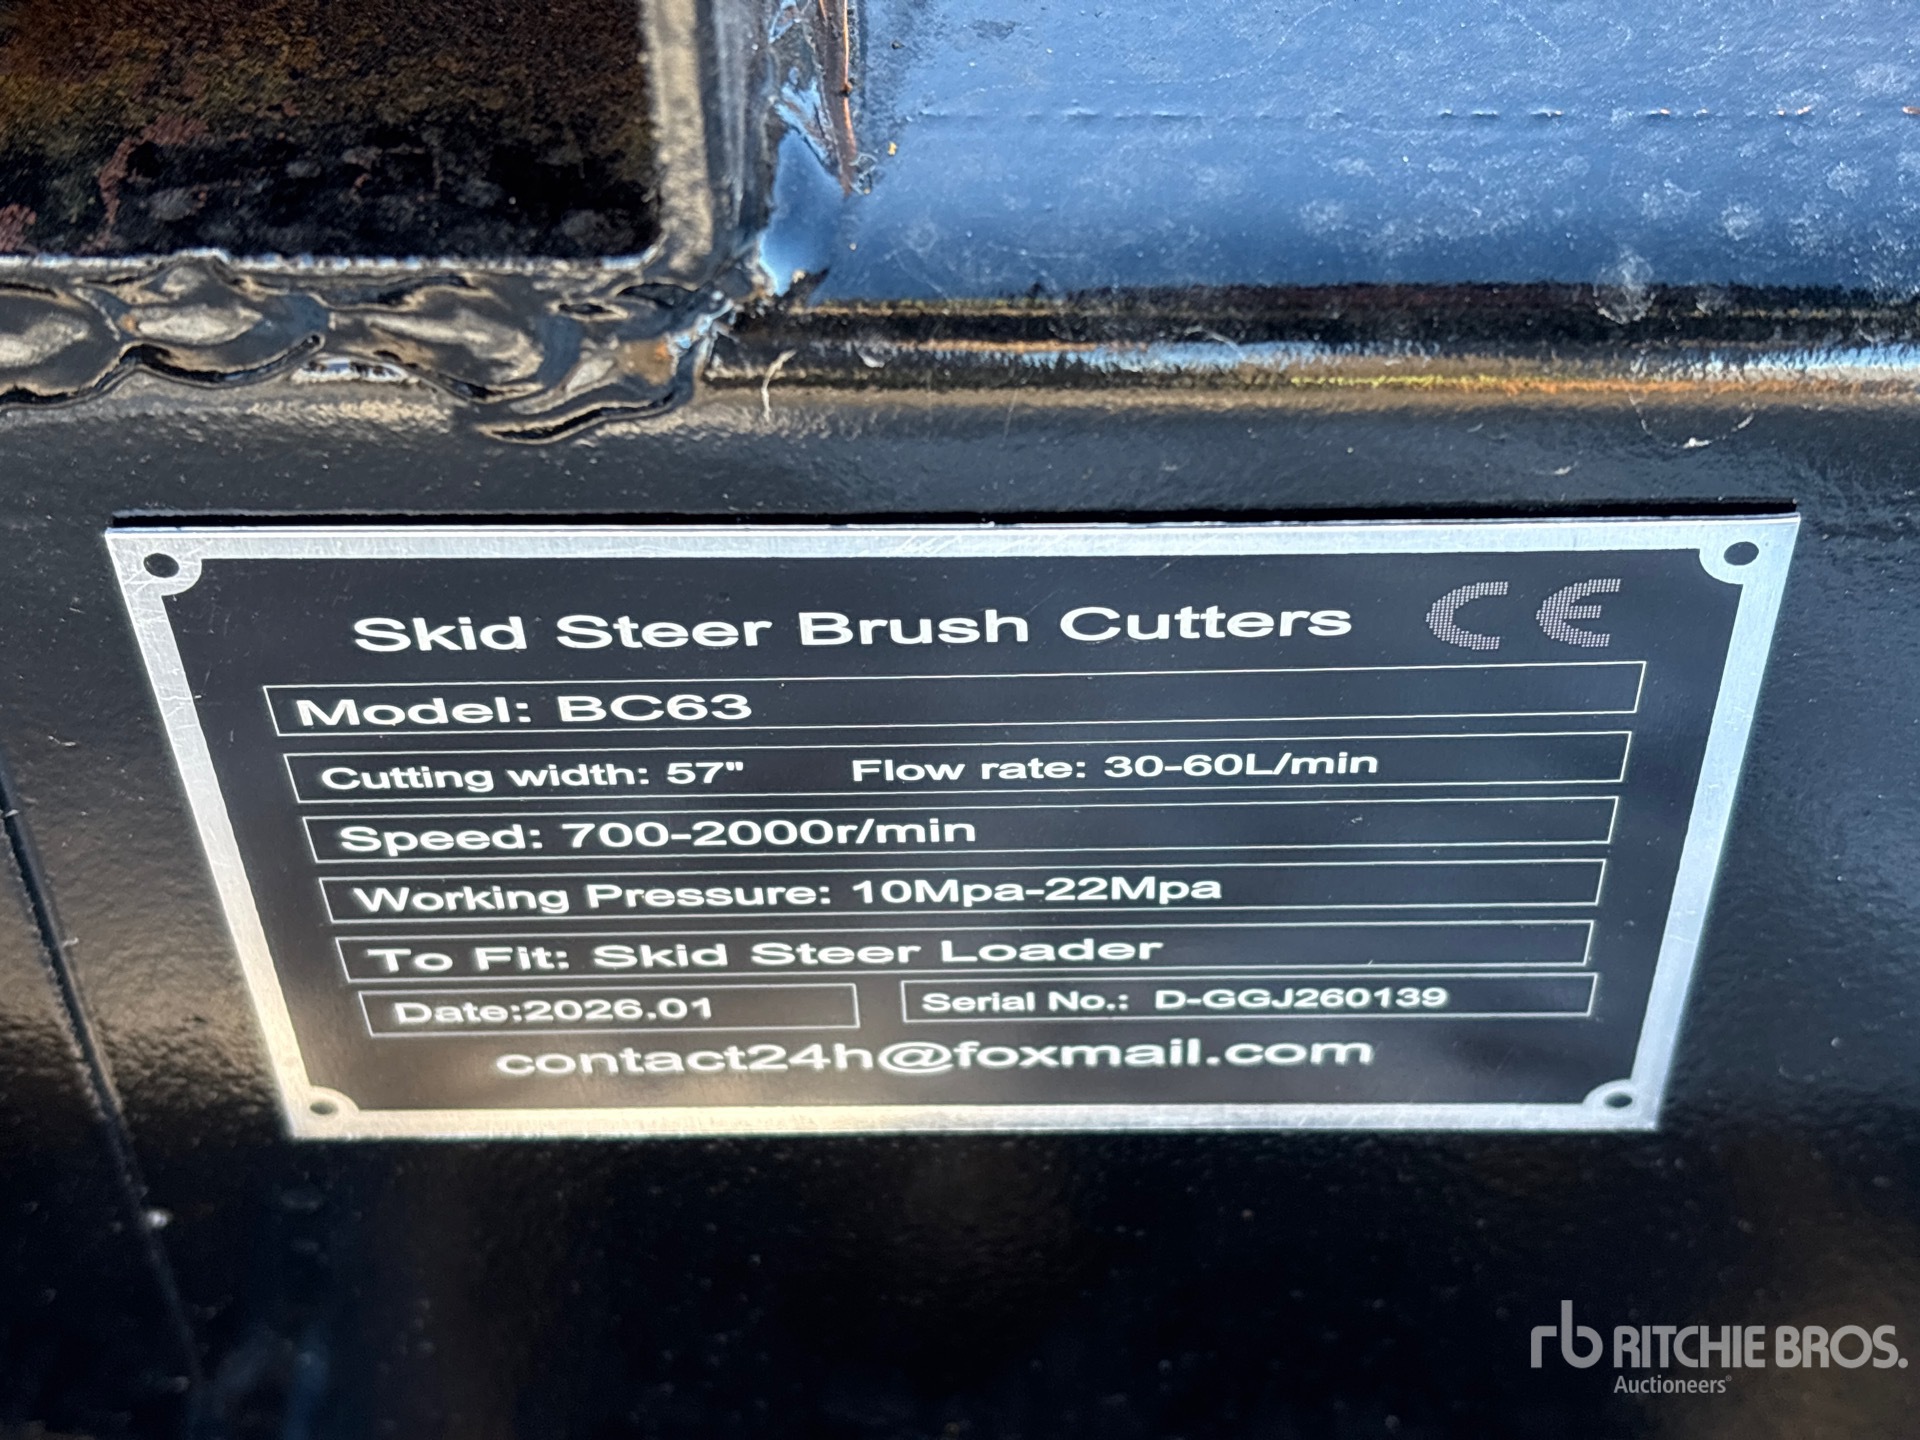 Skid Steer Brush Cutters CE
Model: BC63
Cutting width: 57" Flow rate: 30-60L/min
Speed: 700-2000r/min
Working Pressure: 10Mpa-22Mpa
To Fit: Skid Steer Loader
Date:2026.01 Serial No.: D-GGJ260139
contact24h@foxmail.com
rb RITCHIE BROS.
Auctioneers